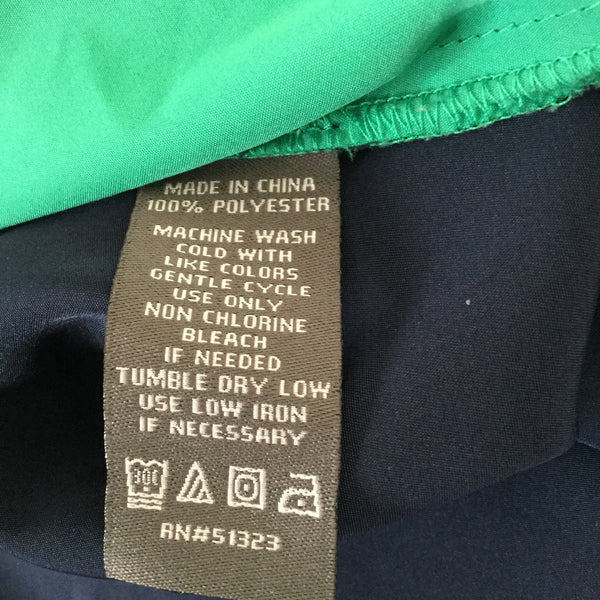 MADE IN CHINA
100% POLYESTER
MACHINE WASH
COLD WITH
LIKE COLORS
GENTLE CYCLE
USE ONLY
NON CHLORINE
BLEACH
IF NEEDED
TUMBLE DRY LOW
USE LOW IRON
IF NECESSARY
30C
RN#51323